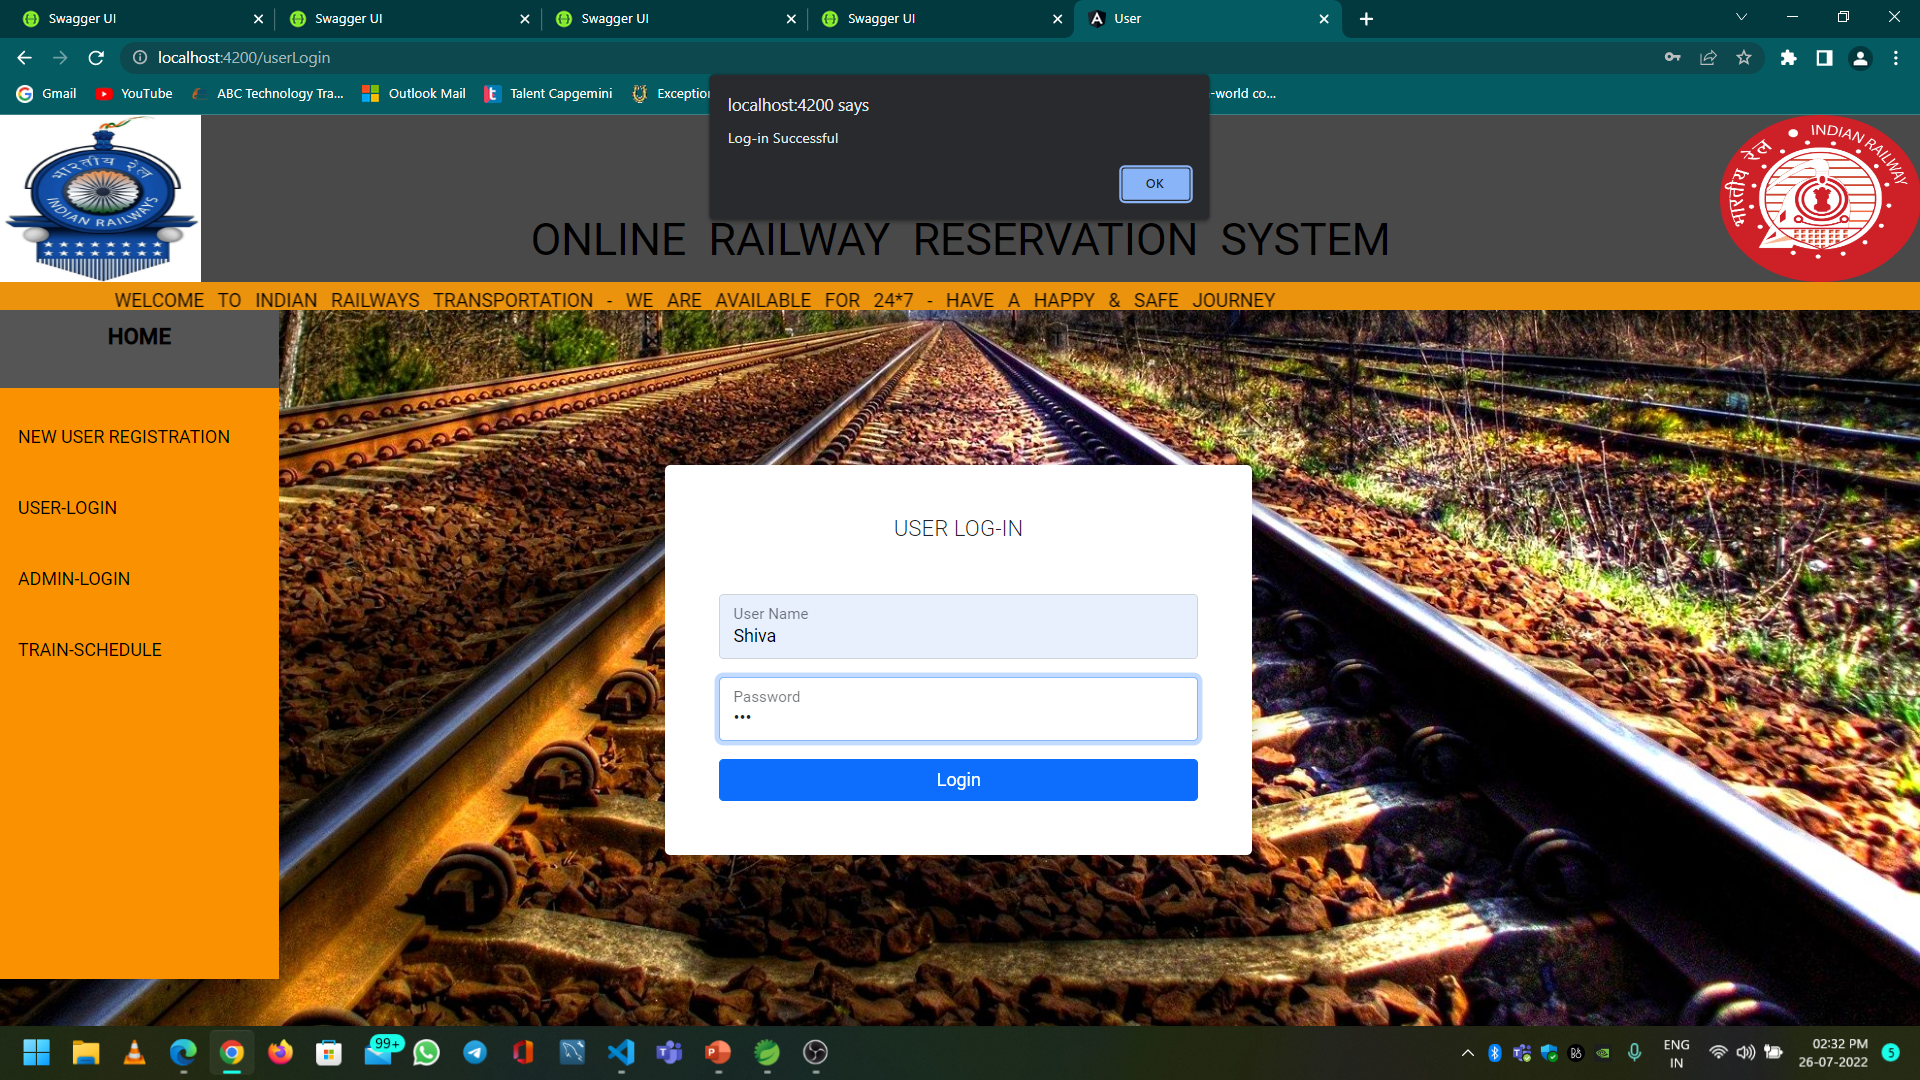 Swagger UI
Swagger UI
Swagger UI
Swagger UI
User
localhost:4200/userLogin
Gmail
YouTube
ABC Technology Tra...
Outlook Mail
Talent Capgemini
Exception
-world co...
localhost:4200 says
Log-in Successful
OK
भारतीय रेल
INDIAN RAILWAYS
भारतीय रेल
INDIAN RAILWAY
ONLINE RAILWAY RESERVATION SYSTEM
WELCOME TO INDIAN RAILWAYS TRANSPORTATION - WE ARE AVAILABLE FOR 24*7 - HAVE A HAPPY & SAFE JOURNEY
HOME
NEW USER REGISTRATION
USER-LOGIN
ADMIN-LOGIN
TRAIN-SCHEDULE
USER LOG-IN
User Name
Shiva
Password
•••
Login
99+
ENG
IN
02:32 PM
26-07-2022
5